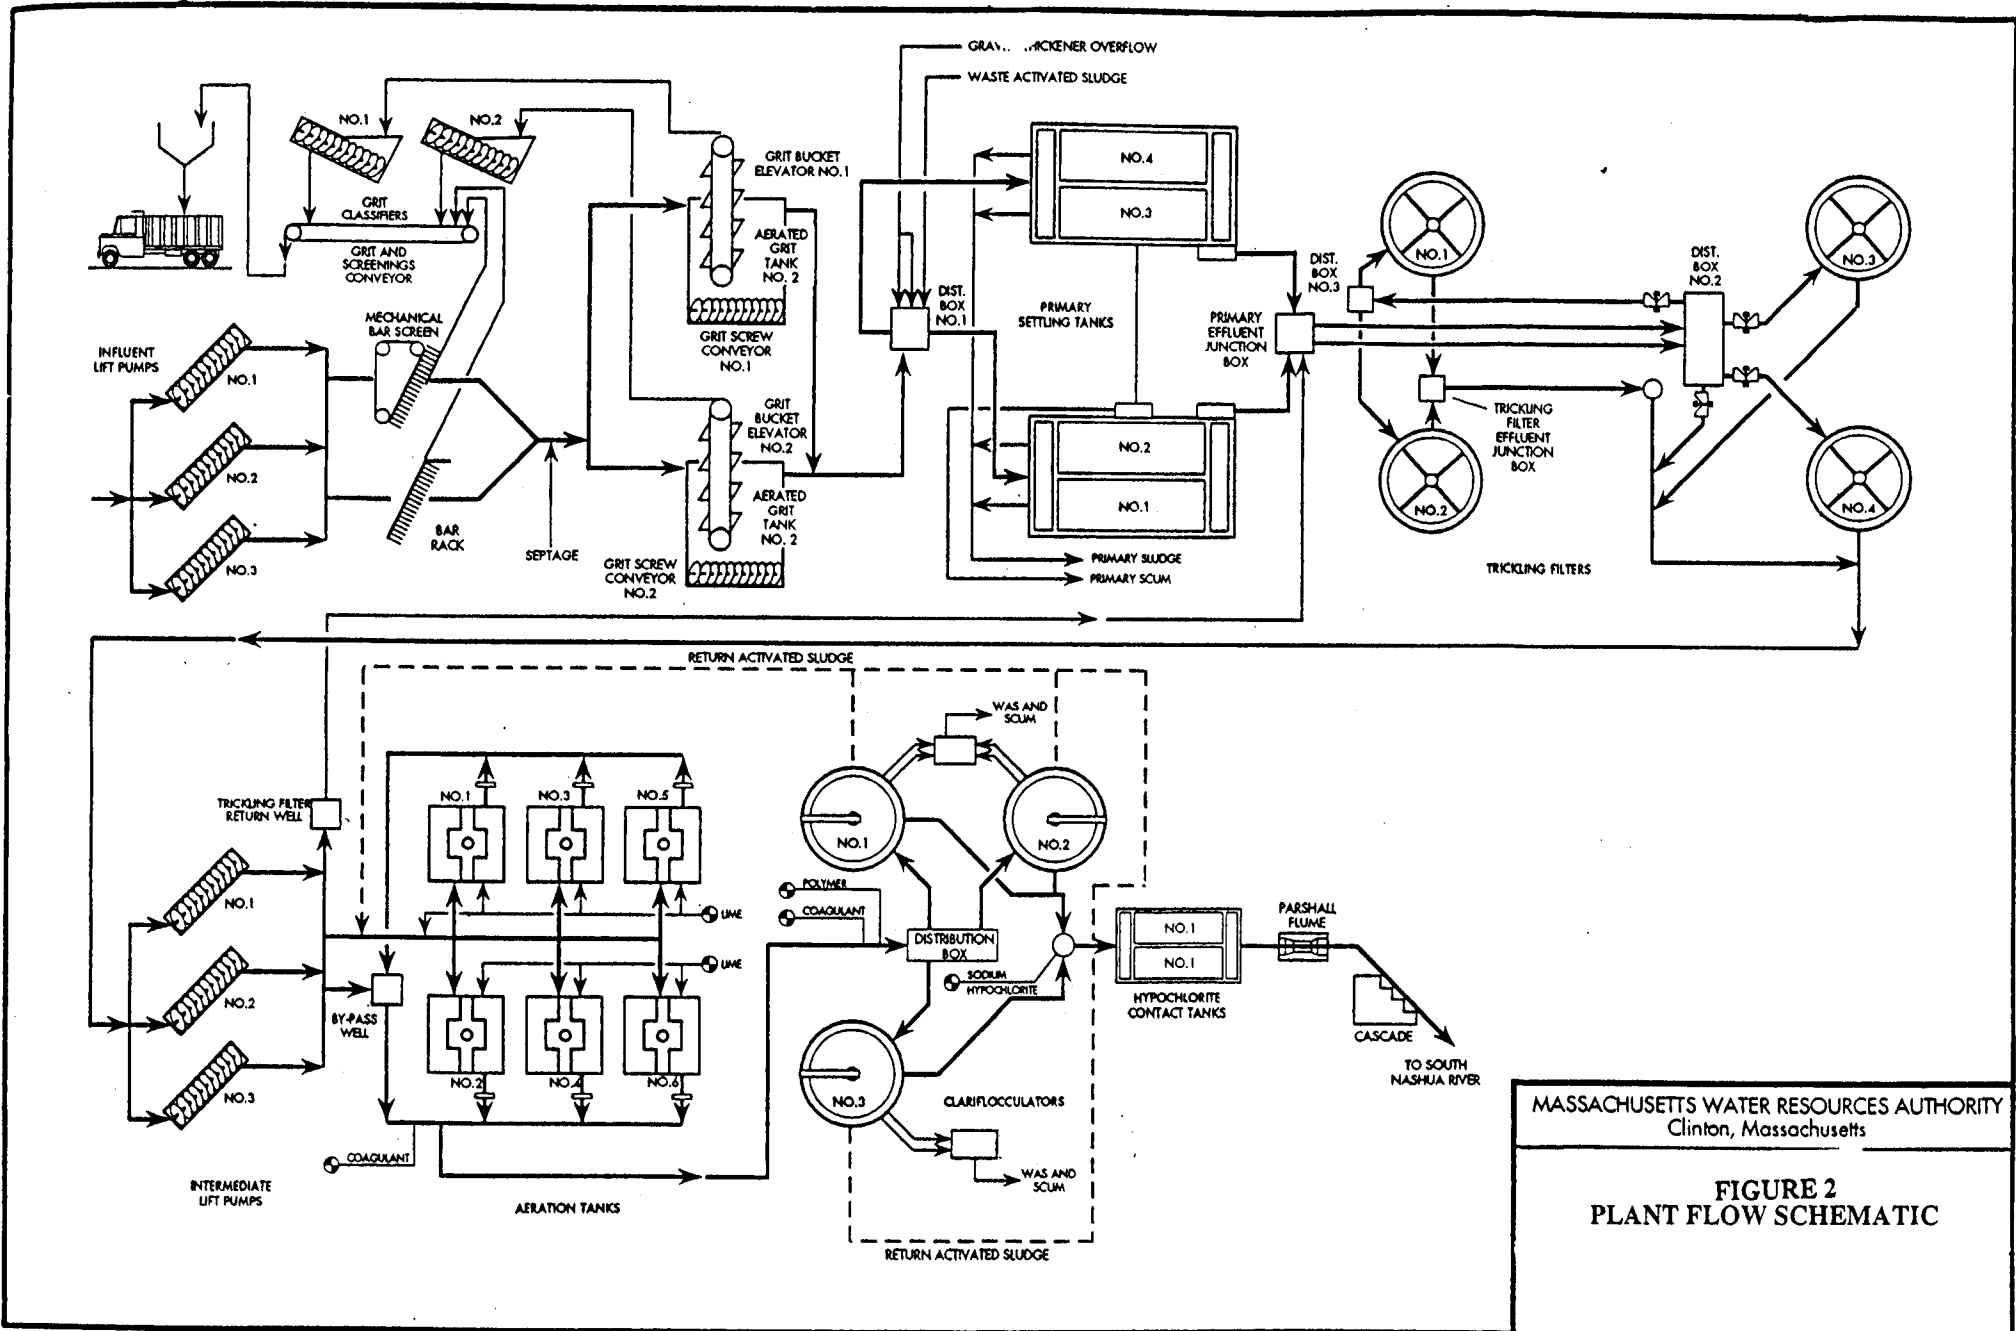 GRAV
HICKENER OVERFLOW
WASTE ACTIVATED SLUDGE
NO.1
NO.2
GRIT BUCKET
ELEVATOR NO.1
GRIT
CLASSIFIERS
GRIT AND
SCREENINGS
CONVEYOR
AERATED
GRIT
TANK
NO. 2
GRIT SCREW
CONVEYOR
NO.1
MECHANICAL
BAR SCREEN
INFLUENT
LIFT PUMPS
NO.1
NO.2
NO.3
BAR
RACK
SEPTAGE
GRIT
BUCKET
ELEVATOR
NO.2
AERATED
GRIT
TANK
NO. 2
GRIT SCREW
CONVEYOR
NO.2
DIST.
BOX
NO.1
NO.4
NO.3
PRIMARY
SETTLING TANKS
NO.2
NO.1
PRIMARY SLUDGE
PRIMARY SCUM
PRIMARY
EFFLUENT
JUNCTION
BOX
DIST.
BOX
NO.3
NO.1
NO.2
TRICKLING
FILTER
EFFLUENT
JUNCTION
BOX
DIST.
BOX
NO.2
NO.3
NO.4
TRICKLING FILTERS
RETURN ACTIVATED SLUDGE
TRICKLING FILTER
RETURN WELL
NO.1
NO.2
NO.3
INTERMEDIATE
LIFT PUMPS
BY-PASS
WELL
NO.1
NO.3
NO.5
LIME
LIME
NO.2
NO.4
NO.6
COAGULANT
AERATION TANKS
WAS AND
SCUM
NO.1
NO.2
POLYMER
COAGULANT
DISTRIBUTION
BOX
SODIUM
HYPOCHLORITE
NO.3
CLARIFLOCCULATORS
WAS AND
SCUM
RETURN ACTIVATED SLUDGE
NO.1
NO.1
HYPOCHLORITE
CONTACT TANKS
PARSHALL
FLUME
CASCADE
TO SOUTH
NASHUA RIVER
MASSACHUSETTS WATER RESOURCES AUTHORITY
Clinton, Massachusetts
FIGURE 2
PLANT FLOW SCHEMATIC